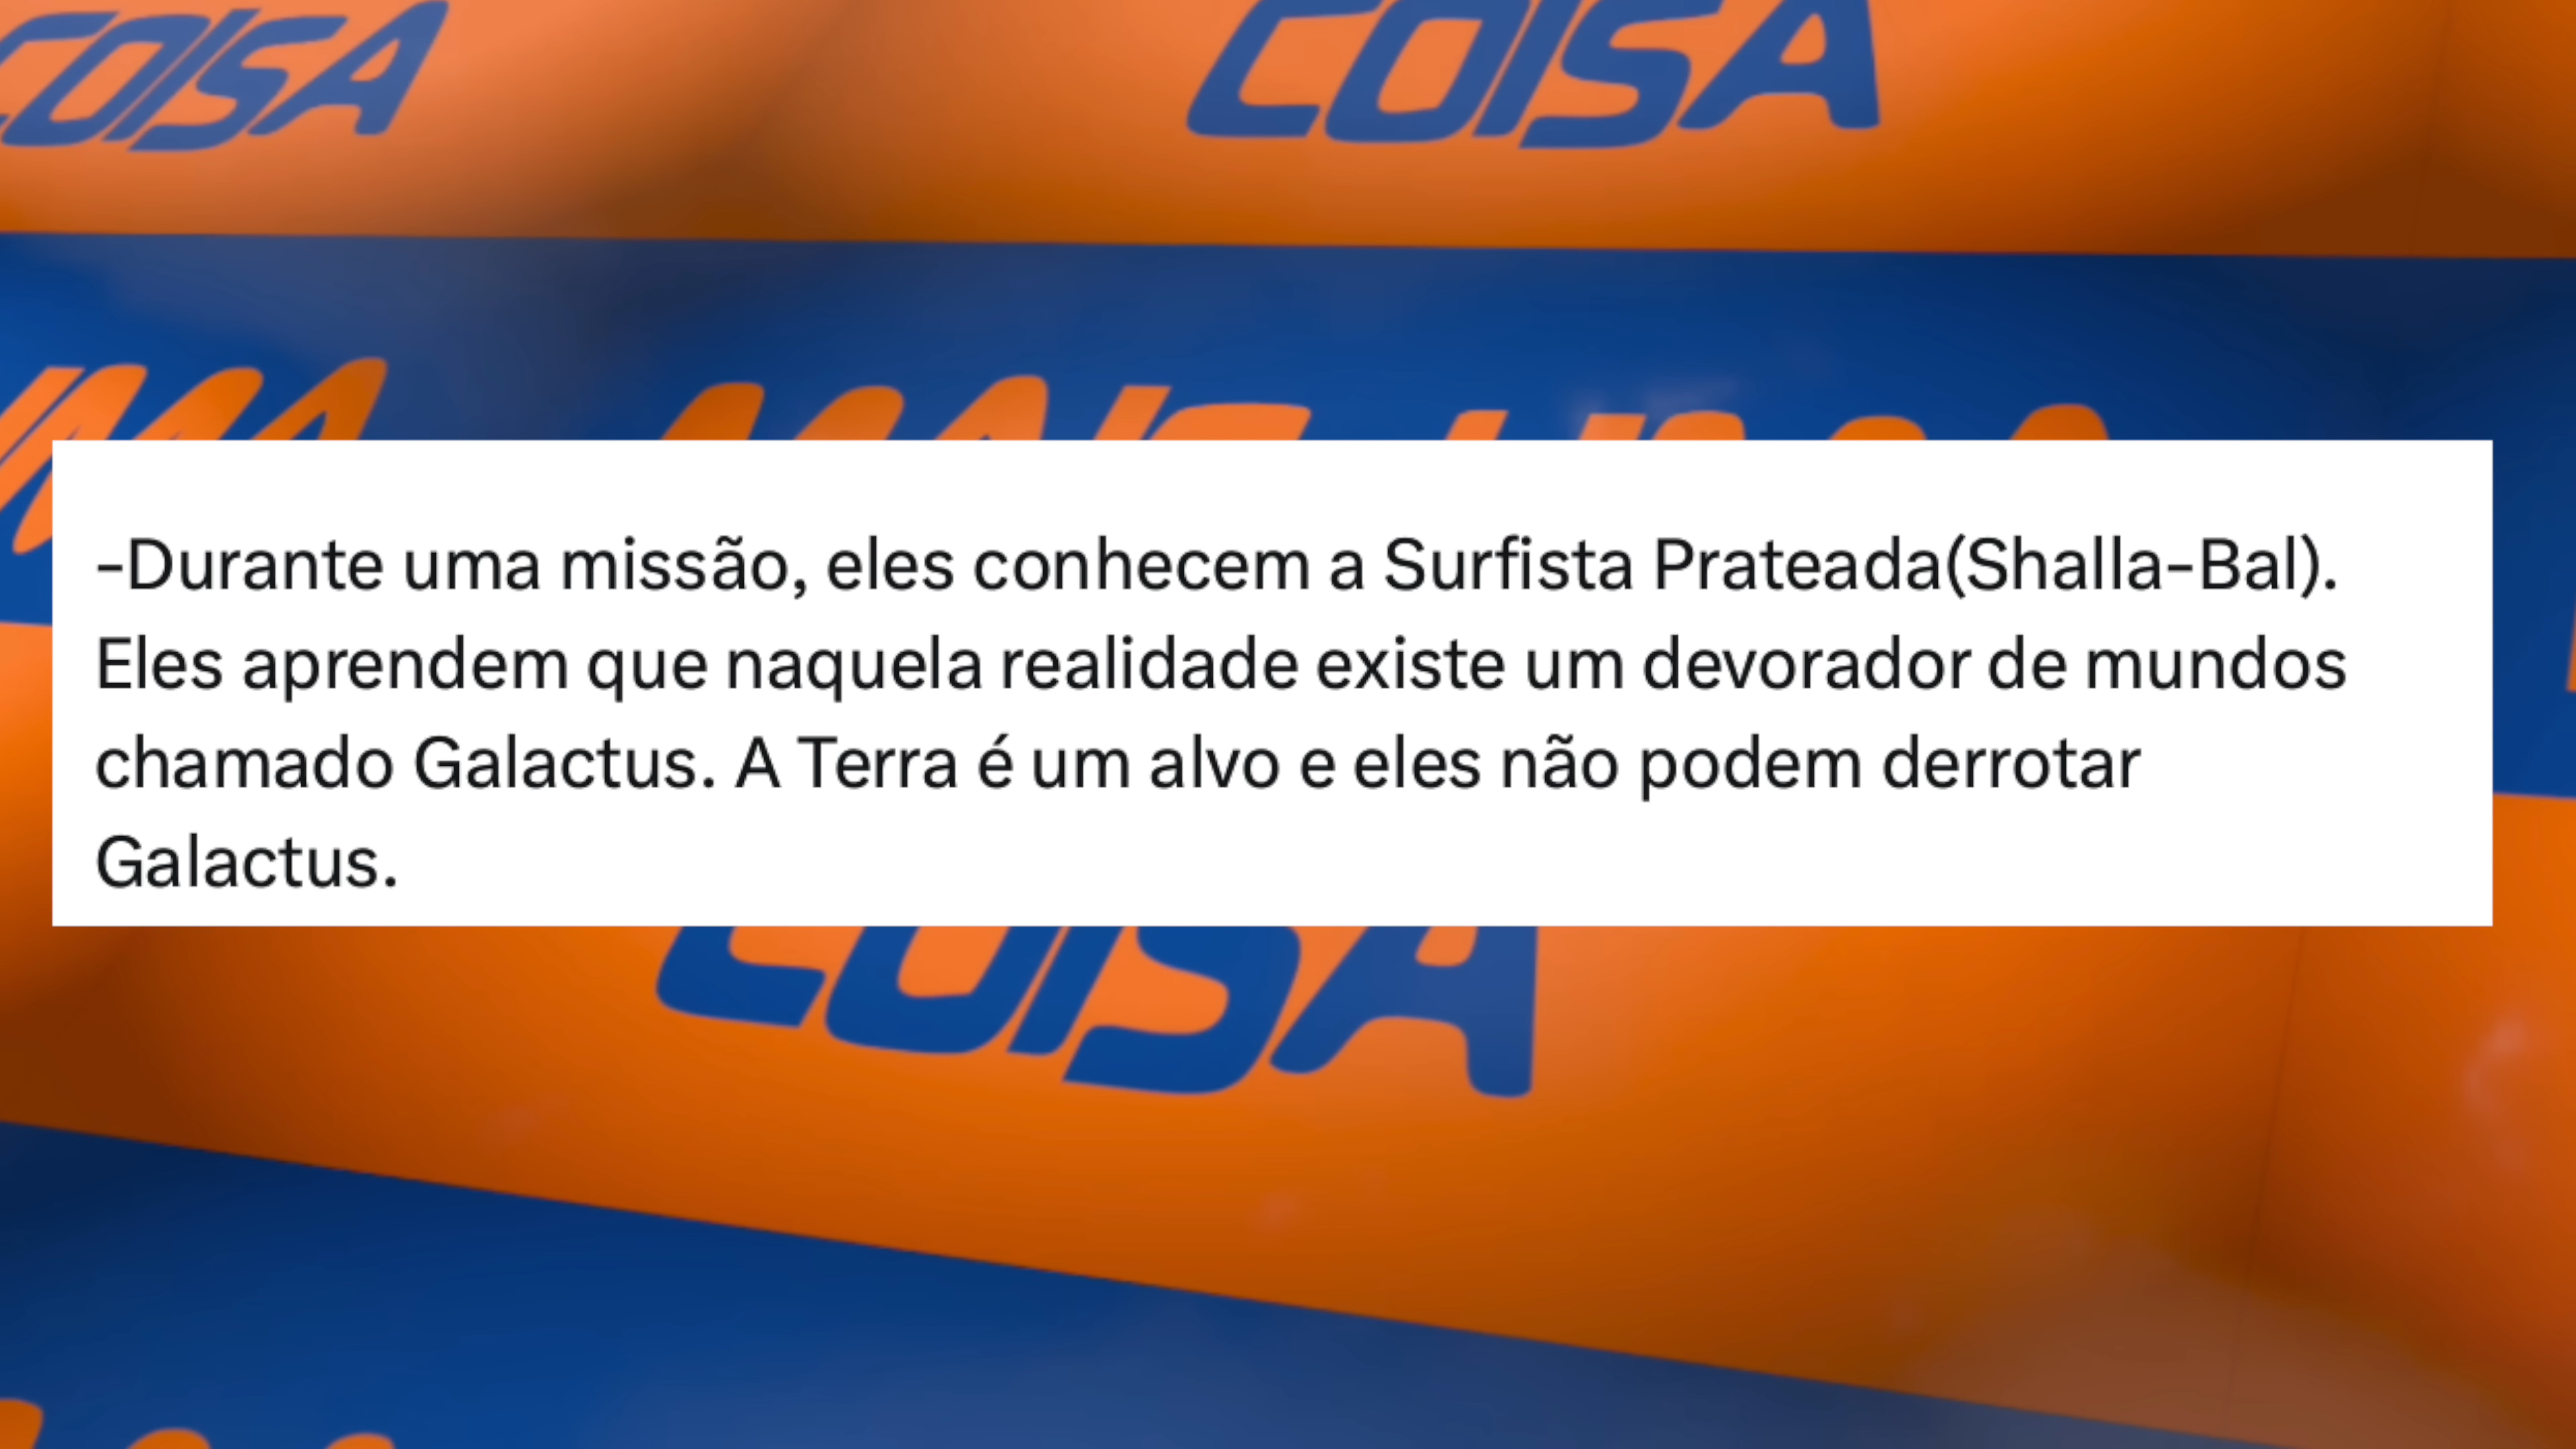 COISA COISA
-Durante uma missão, eles conhecem a Surfista Prateada(Shalla-Bal).
Eles aprendem que naquela realidade existe um devorador de mundos
chamado Galactus. A Terra é um alvo e eles não podem derrotar
Galactus.
COISA